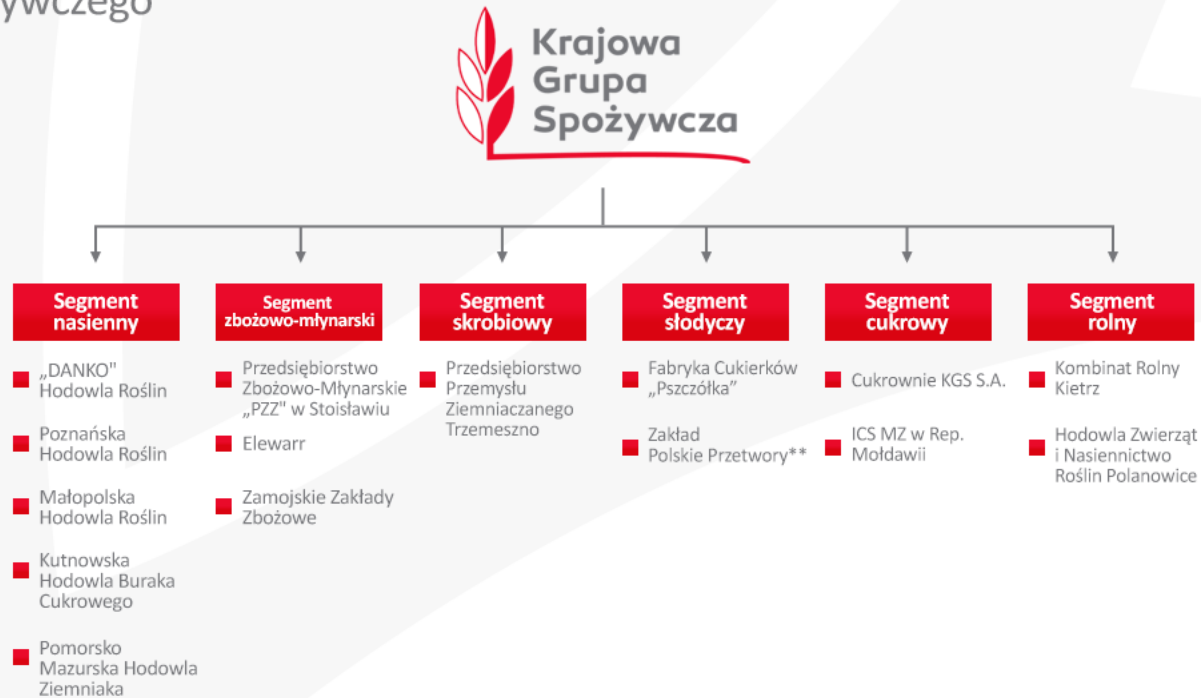 ywczego
Krajowa
Grupa
Spożywcza
Segment
nasienny
„DANKO"
Hodowla Roślin
Poznańska
Hodowla Roślin
Małopolska
Hodowla Roślin
Kutnowska
Hodowla Buraka
Cukrowego
Pomorsko
Mazurska Hodowla
Ziemniaka
Segment
zbożowo-młynarski
Przedsiębiorstwo
Zbożowo-Młynarskie
„PZZ" w Stoisławiu
Elewarr
Zamojskie Zakłady
Zbożowe
Segment
skrobiowy
Przedsiębiorstwo
Przemysłu
Ziemniaczanego
Trzemeszno
Segment
słodyczy
Fabryka Cukierków
„Pszczółka”
Zakład
Polskie Przetwory**
Segment
cukrowy
Cukrownie KGS S.A.
ICS MZ w Rep.
Mołdawii
Segment
rolny
Kombinat Rolny
Kietrz
Hodowla Zwierząt
i Nasiennictwo
Roślin Polanowice